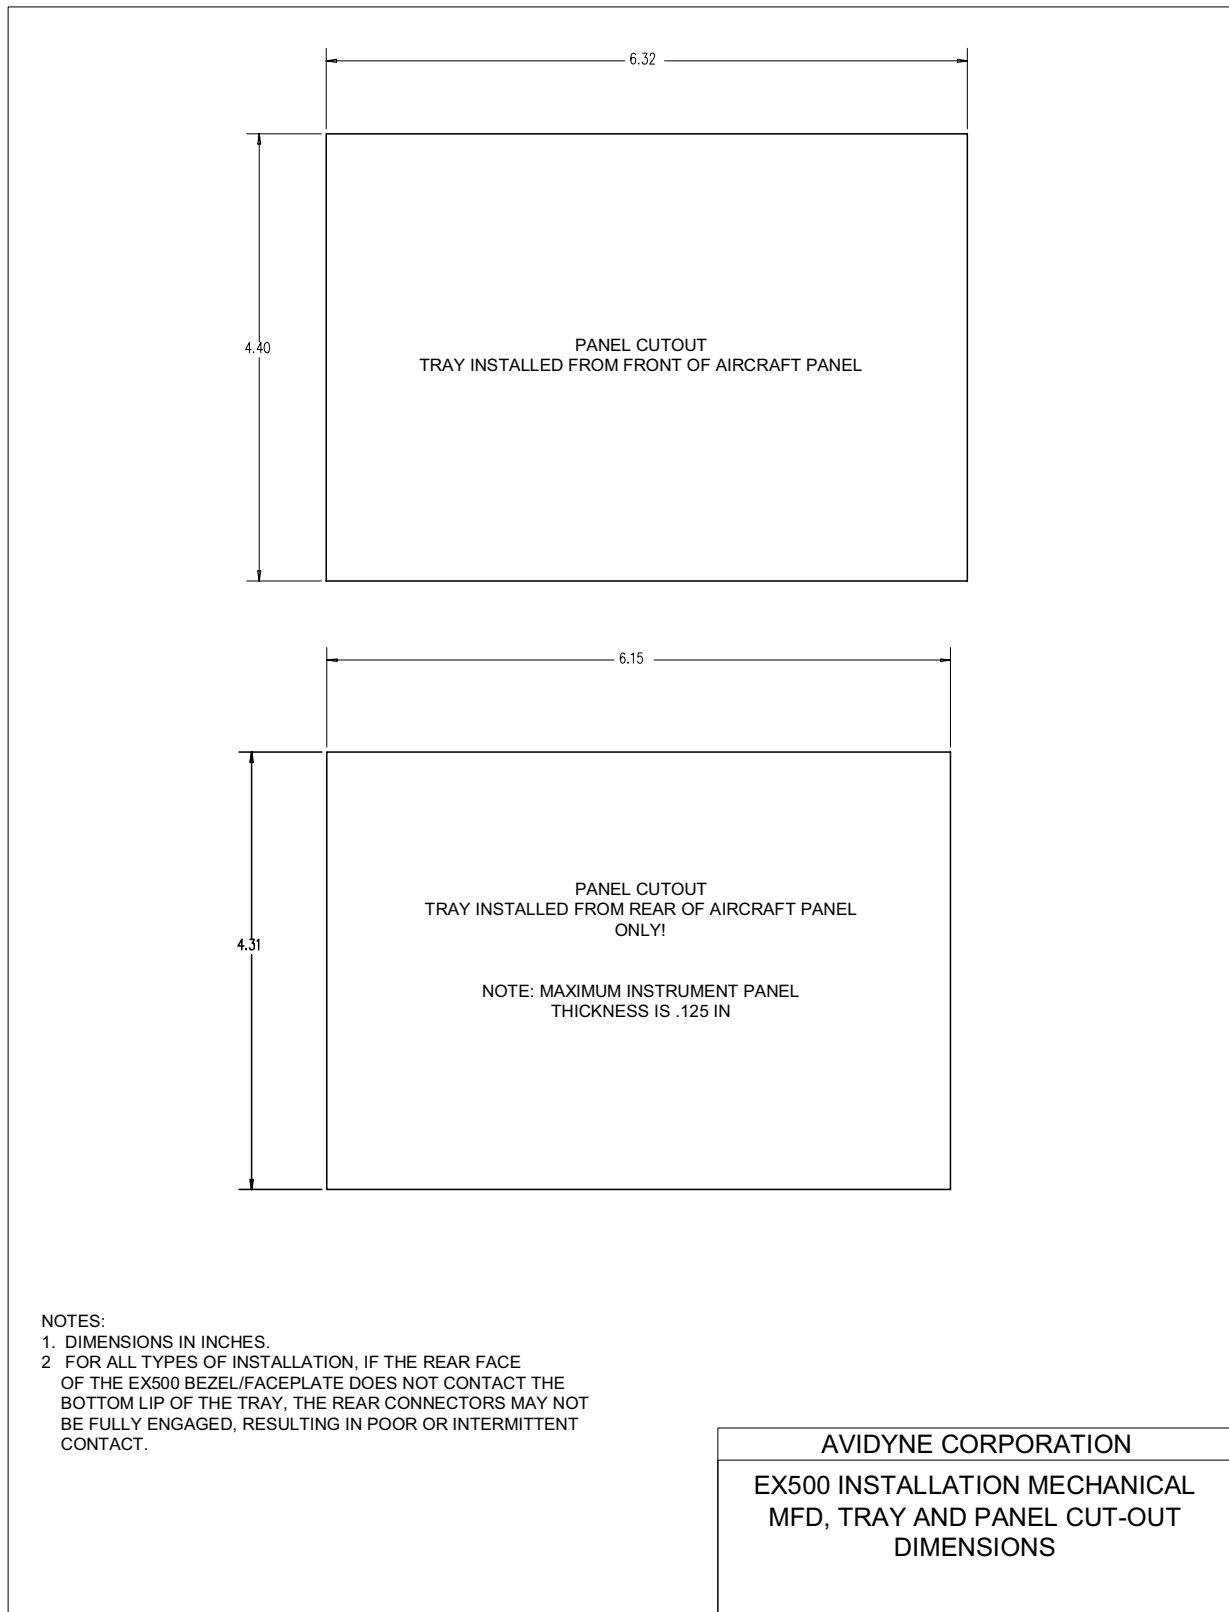 6.32
4.40
PANEL CUTOUT
TRAY INSTALLED FROM FRONT OF AIRCRAFT PANEL
6.15
4.31
PANEL CUTOUT
TRAY INSTALLED FROM REAR OF AIRCRAFT PANEL
ONLY!
NOTE: MAXIMUM INSTRUMENT PANEL
THICKNESS IS .125 IN
NOTES:
1. DIMENSIONS IN INCHES.
2 FOR ALL TYPES OF INSTALLATION, IF THE REAR FACE
OF THE EX500 BEZEL/FACEPLATE DOES NOT CONTACT THE
BOTTOM LIP OF THE TRAY, THE REAR CONNECTORS MAY NOT
BE FULLY ENGAGED, RESULTING IN POOR OR INTERMITTENT
CONTACT.
AVIDYNE CORPORATION
EX500 INSTALLATION MECHANICAL
MFD, TRAY AND PANEL CUT-OUT
DIMENSIONS